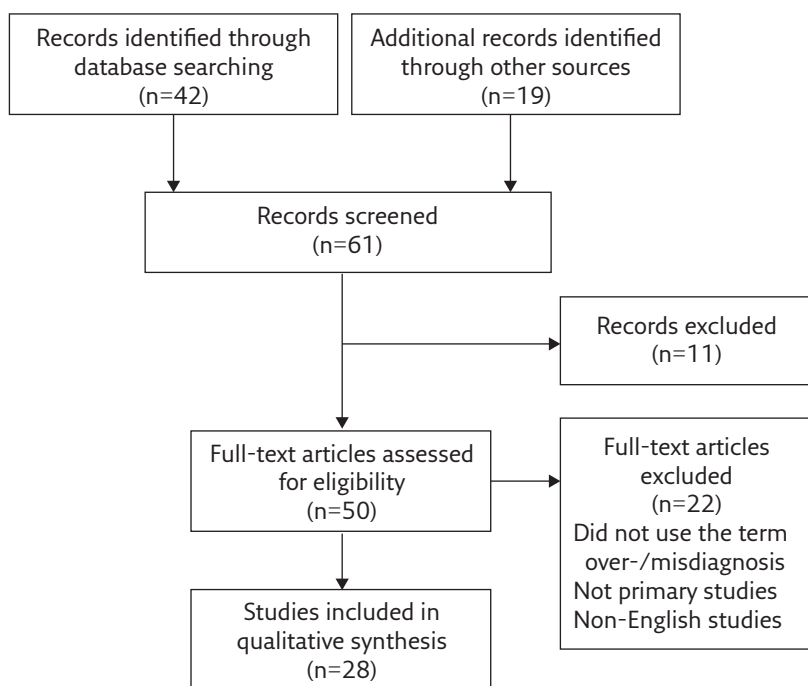 Records identified through
database searching
(n=42)
Additional records identified
through other sources
(n=19)
Records screened
(n=61)
Records excluded
(n=11)
Full-text articles assessed
for eligibility
(n=50)
Full-text articles
excluded
(n=22)
Did not use the term
over-/misdiagnosis
Not primary studies
Non-English studies
Studies included in
qualitative synthesis
(n=28)